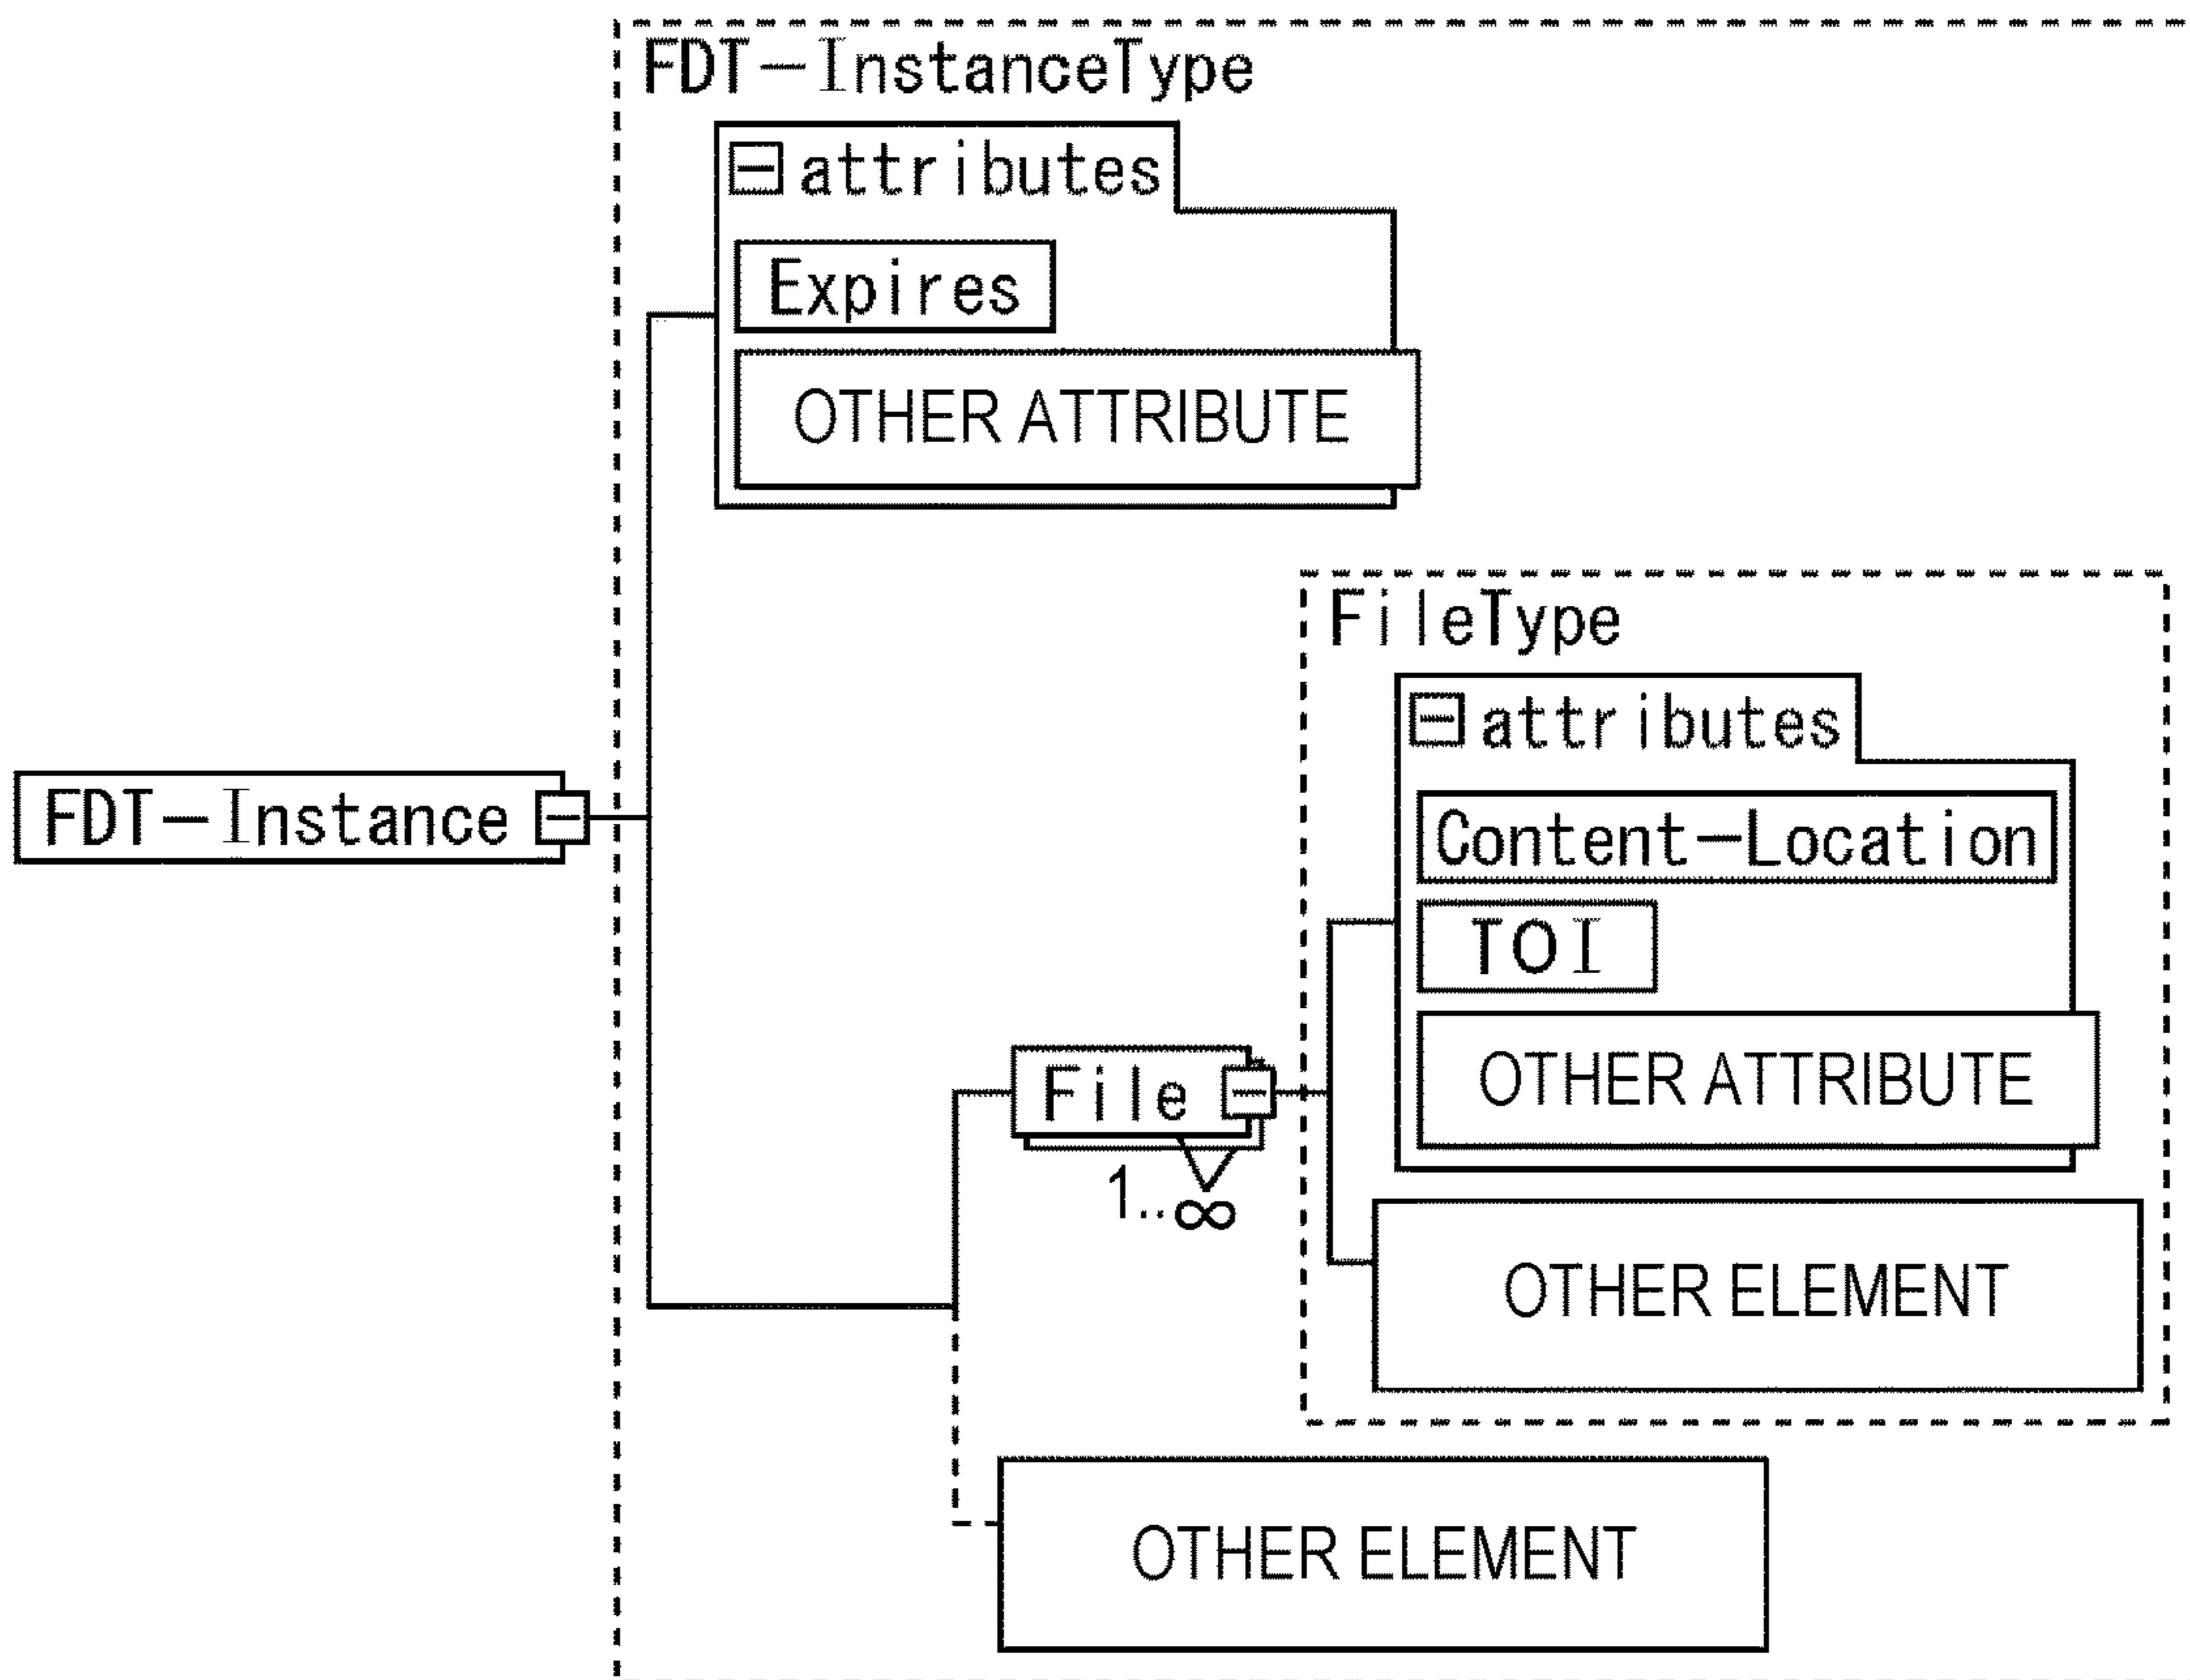 FDT-InstanceType
attributes
Expires
OTHER ATTRIBUTE
FileType
attributes
FDT-Instance
Content-Location
TOI
File
OTHER ATTRIBUTE
1..∞
OTHER ELEMENT
OTHER ELEMENT